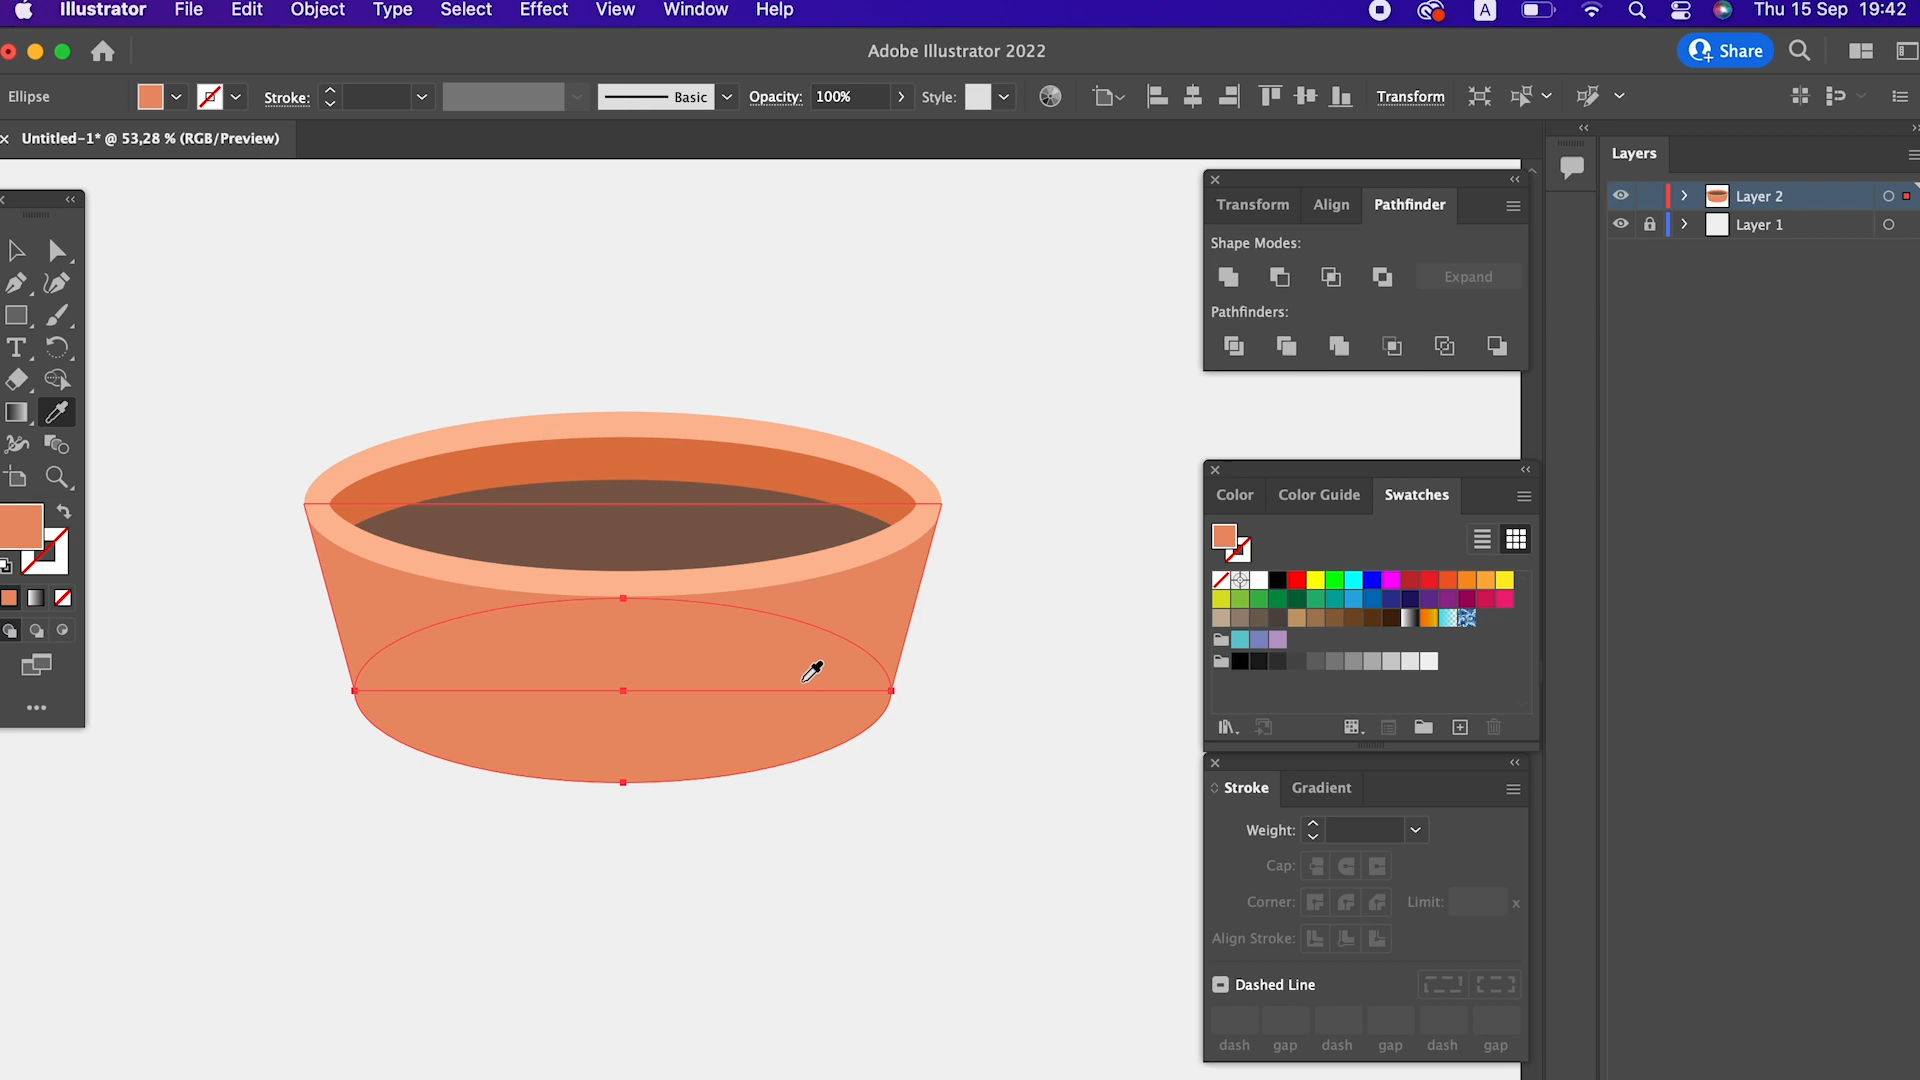 Illustrator File Edit Object Type Select Effect View Window Help A Thu 15 Sep 19:42
Adobe Illustrator 2022 Share
Ellipse Stroke: Basic Opacity: 100% Style: Transform
Untitled-1* @ 53,28 % (RGB/Preview)
Layers
Layer 2
Layer 1
Transform Align Pathfinder
Shape Modes:
Expand
Pathfinders:
Color Color Guide Swatches
Stroke Gradient
Weight:
Cap:
Corner: Limit: x
Align Stroke:
Dashed Line
dash gap dash gap dash gap